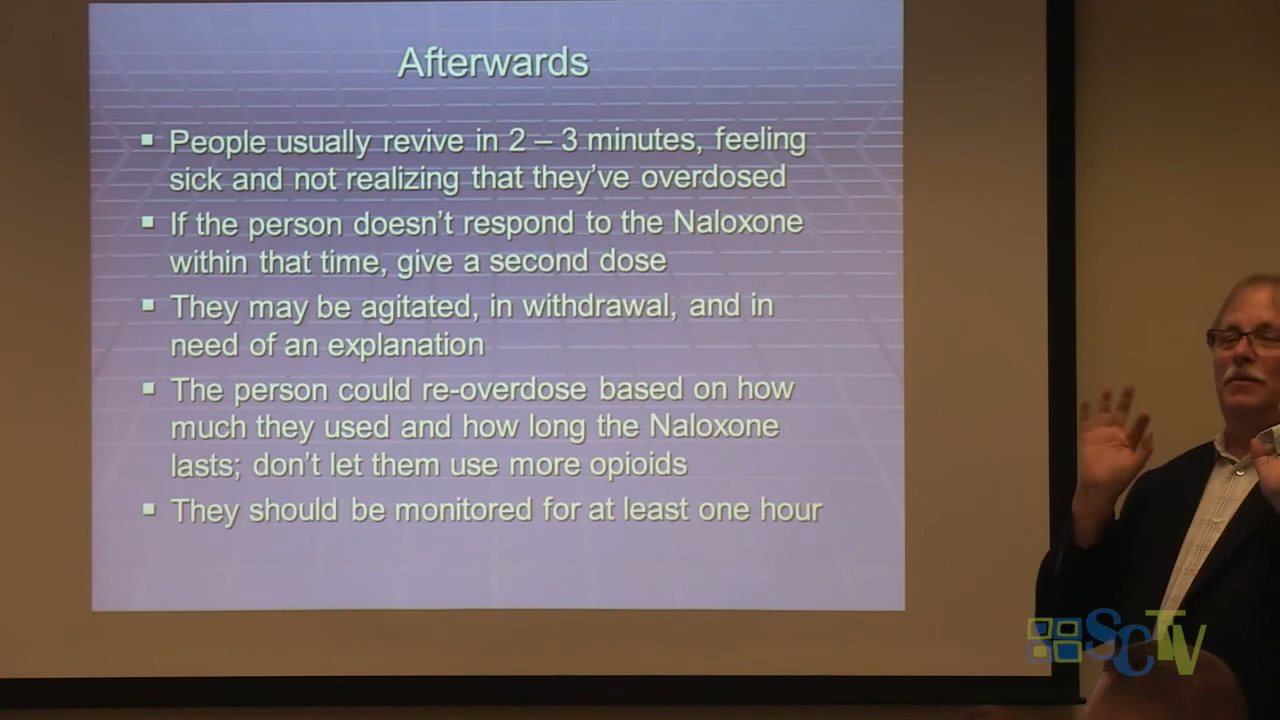 Afterwards
▪ People usually revive in 2 – 3 minutes, feeling
sick and not realizing that they've overdosed
▪ If the person doesn't respond to the Naloxone
within that time, give a second dose
▪ They may be agitated, in withdrawal, and in
need of an explanation
▪ The person could re-overdose based on how
much they used and how long the Naloxone
lasts; don't let them use more opioids
▪ They should be monitored for at least one hour
SCTV